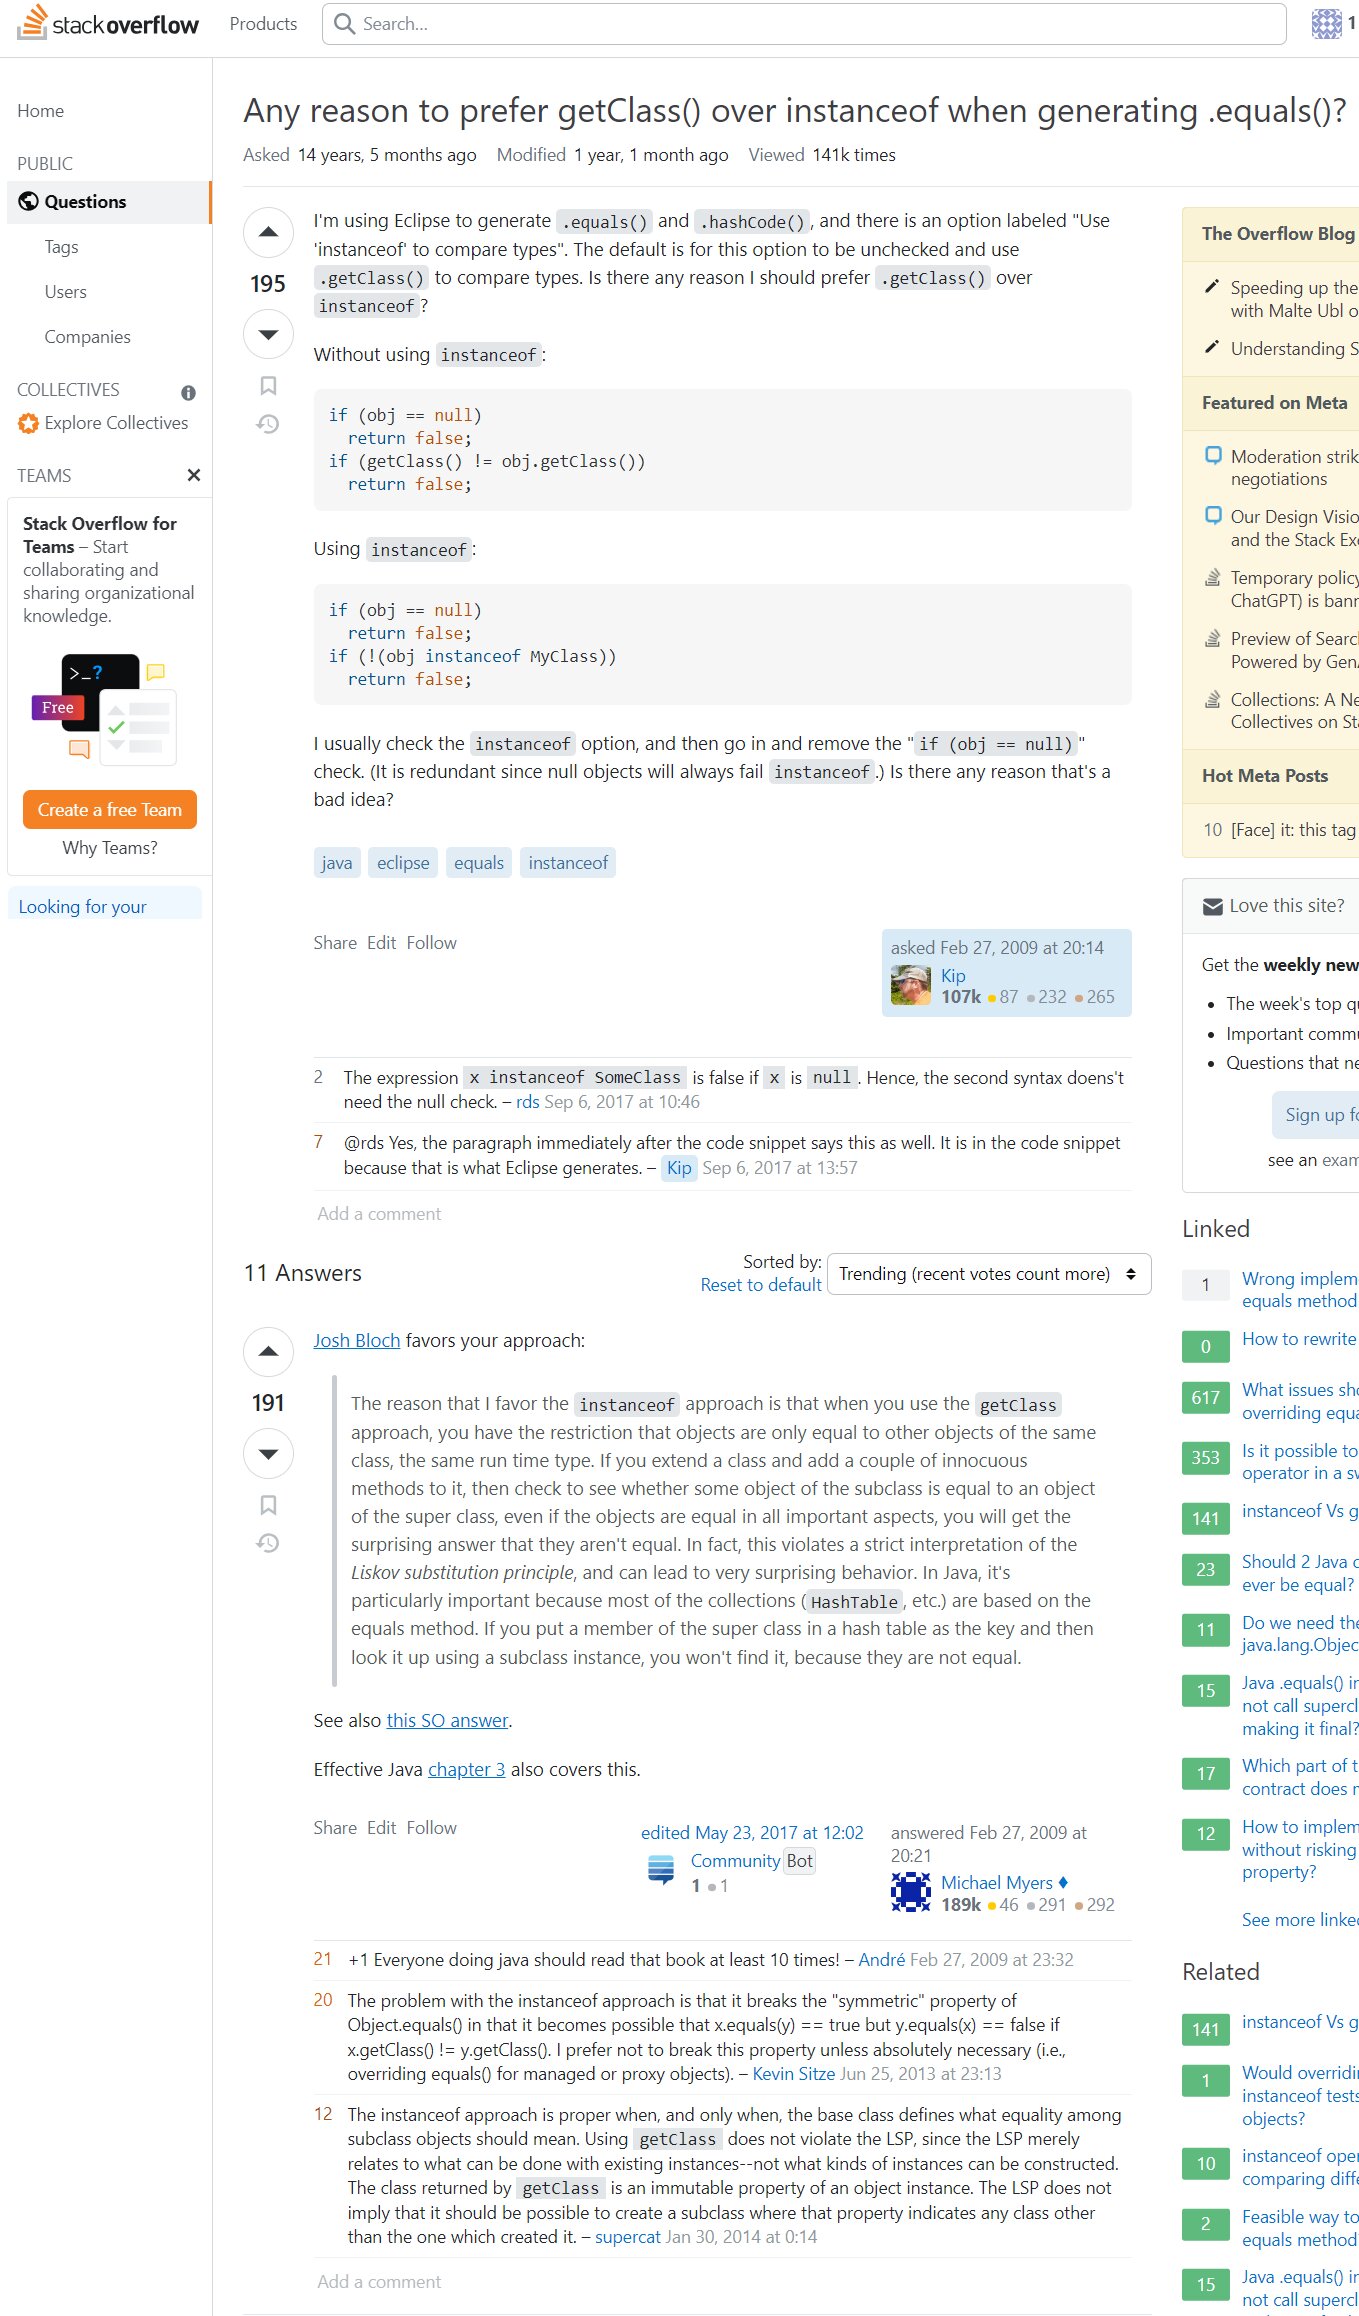 stackoverflow
Products
Search...
1
Home
PUBLIC
Questions
Tags
Users
Companies
COLLECTIVES
Explore Collectives
TEAMS
Stack Overflow for
Teams – Start
collaborating and
sharing organizational
knowledge.
>_?
Free
Create a free Team
Why Teams?
Looking for your
Any reason to prefer getClass() over instanceof when generating .equals()?
Asked 14 years, 5 months ago Modified 1 year, 1 month ago Viewed 141k times
195
I'm using Eclipse to generate .equals() and .hashCode(), and there is an option labeled "Use
'instanceof' to compare types". The default is for this option to be unchecked and use
.getClass() to compare types. Is there any reason I should prefer .getClass() over
instanceof?
Without using instanceof:
if (obj == null)
  return false;
if (getClass() != obj.getClass())
  return false;
Using instanceof:
if (obj == null)
  return false;
if (!(obj instanceof MyClass))
  return false;
I usually check the instanceof option, and then go in and remove the "if (obj == null)"
check. (It is redundant since null objects will always fail instanceof.) Is there any reason that's a
bad idea?
java eclipse equals instanceof
Share Edit Follow
asked Feb 27, 2009 at 20:14
Kip
107k 87 232 265
2 The expression x instanceof SomeClass is false if x is null. Hence, the second syntax doens't
need the null check. – rds Sep 6, 2017 at 10:46
7 @rds Yes, the paragraph immediately after the code snippet says this as well. It is in the code snippet
because that is what Eclipse generates. – Kip Sep 6, 2017 at 13:57
Add a comment
11 Answers
Sorted by:
Reset to default
Trending (recent votes count more)
191
Josh Bloch favors your approach:
The reason that I favor the instanceof approach is that when you use the getClass
approach, you have the restriction that objects are only equal to other objects of the same
class, the same run time type. If you extend a class and add a couple of innocuous
methods to it, then check to see whether some object of the subclass is equal to an object
of the super class, even if the objects are equal in all important aspects, you will get the
surprising answer that they aren't equal. In fact, this violates a strict interpretation of the
Liskov substitution principle, and can lead to very surprising behavior. In Java, it's
particularly important because most of the collections (HashTable, etc.) are based on the
equals method. If you put a member of the super class in a hash table as the key and then
look it up using a subclass instance, you won't find it, because they are not equal.
See also this SO answer.
Effective Java chapter 3 also covers this.
Share Edit Follow
edited May 23, 2017 at 12:02
Community Bot
1 1
answered Feb 27, 2009 at
20:21
Michael Myers ♦
189k 46 291 292
21 +1 Everyone doing java should read that book at least 10 times! – André Feb 27, 2009 at 23:32
20 The problem with the instanceof approach is that it breaks the "symmetric" property of
Object.equals() in that it becomes possible that x.equals(y) == true but y.equals(x) == false if
x.getClass() != y.getClass(). I prefer not to break this property unless absolutely necessary (i.e.,
overriding equals() for managed or proxy objects). – Kevin Sitze Jun 25, 2013 at 23:13
12 The instanceof approach is proper when, and only when, the base class defines what equality among
subclass objects should mean. Using getClass does not violate the LSP, since the LSP merely
relates to what can be done with existing instances--not what kinds of instances can be constructed.
The class returned by getClass is an immutable property of an object instance. The LSP does not
imply that it should be possible to create a subclass where that property indicates any class other
than the one which created it. – supercat Jan 30, 2014 at 0:14
Add a comment
The Overflow Blog
Speeding up the
with Malte Ubl
Understanding
Featured on Meta
Moderation
negotiations
Our Design
and the Stack
Temporary policy
ChatGPT) is
Preview of
Powered by
Collections: A
Collectives on
Hot Meta Posts
10 [Face] it: this tag
Love this site?
Get the weekly
The week's top
Important
Questions that
Sign up
see an
Linked
1 Wrong
equals method
0 How to rewrite
617 What issues
overriding
353 Is it possible to
operator in a
141 instanceof Vs
23 Should 2 Java
ever be equal?
11 Do we need the
15 Java .equals()
not call
making it final?
17 Which part of
contract does
12 How to
without risking
property?
See more
Related
141 instanceof Vs
1 Would
instanceof tests
objects?
10 instanceof
comparing
2 Feasible way to
equals method
15 Java .equals()
not call